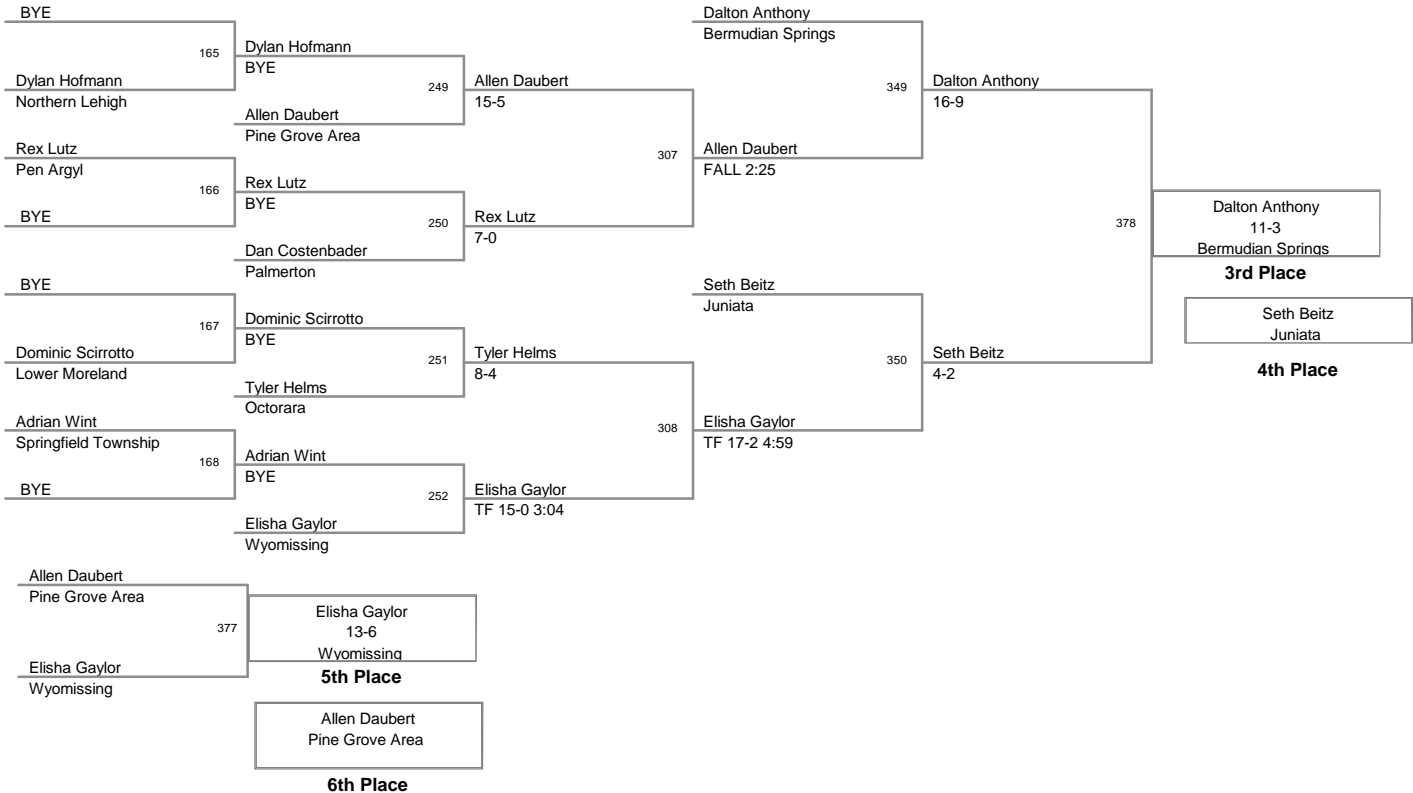 BYE
165
Dylan Hofmann
Northern Lehigh
Rex Lutz
Pen Argyl
166
BYE
BYE
167
Dominic Scirrotto
Lower Moreland
Adrian Wint
Springfield Township
168
BYE
Dylan Hofmann
BYE
249
Allen Daubert
Pine Grove Area
Rex Lutz
BYE
250
Dan Costenbader
Palmerton
Dominic Scirrotto
BYE
251
Tyler Helms
Octorara
Adrian Wint
BYE
252
Elisha Gaylor
Wyomissing
Allen Daubert
15-5
307
Rex Lutz
7-0
Tyler Helms
8-4
308
Elisha Gaylor
TF 15-0 3:04
Dalton Anthony
Bermudian Springs
349
Allen Daubert
FALL 2:25
Seth Beitz
Juniata
350
Elisha Gaylor
TF 17-2 4:59
Dalton Anthony
16-9
378
Seth Beitz
4-2
Dalton Anthony
11-3
Bermudian Springs
3rd Place
Seth Beitz
Juniata
4th Place
Allen Daubert
Pine Grove Area
377
Elisha Gaylor
Wyomissing
Elisha Gaylor
13-6
Wyomissing
5th Place
Allen Daubert
Pine Grove Area
6th Place